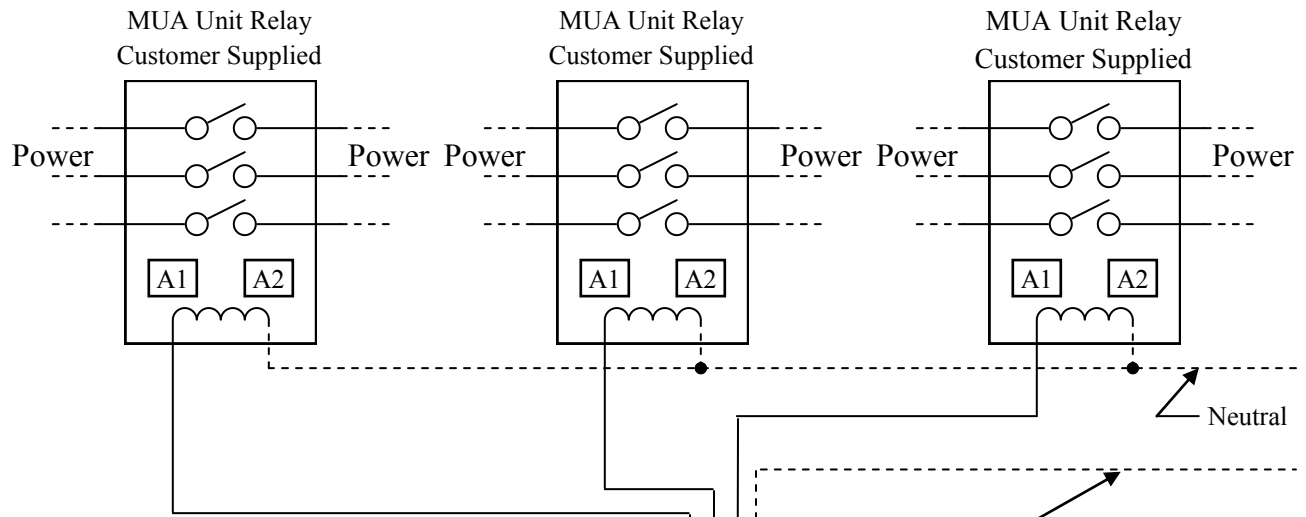 MUA Unit Relay
Customer Supplied
MUA Unit Relay
Customer Supplied
MUA Unit Relay
Customer Supplied
Power
Power
Power
Power
Power
Power
A1
A2
A1
A2
A1
A2
Neutral